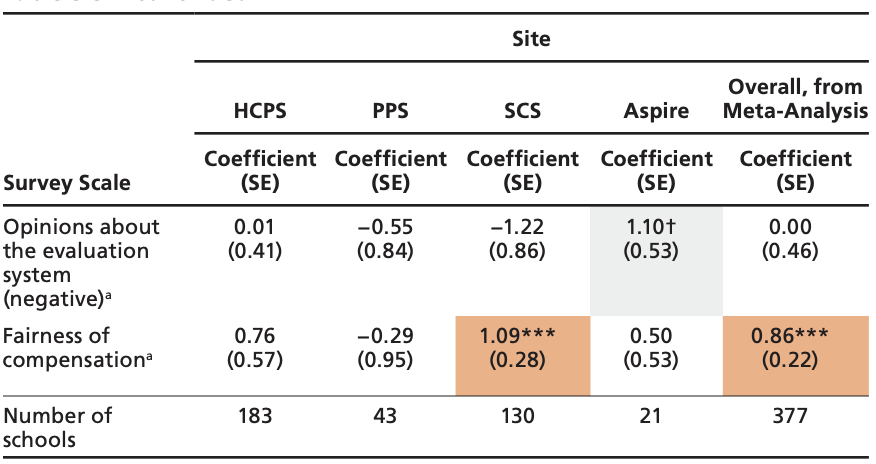 Site
HCPS PPS SCS Aspire Overall, from Meta-Analysis
Survey Scale Coefficient (SE) Coefficient (SE) Coefficient (SE) Coefficient (SE) Coefficient (SE)
Opinions about 0.01 −0.55 −1.22 1.10† 0.00
the evaluation (0.41) (0.84) (0.86) (0.53) (0.46)
system
(negative)ᵃ
Fairness of 0.76 −0.29 1.09*** 0.50 0.86***
compensationᵃ (0.57) (0.95) (0.28) (0.53) (0.22)
Number of 183 43 130 21 377
schools